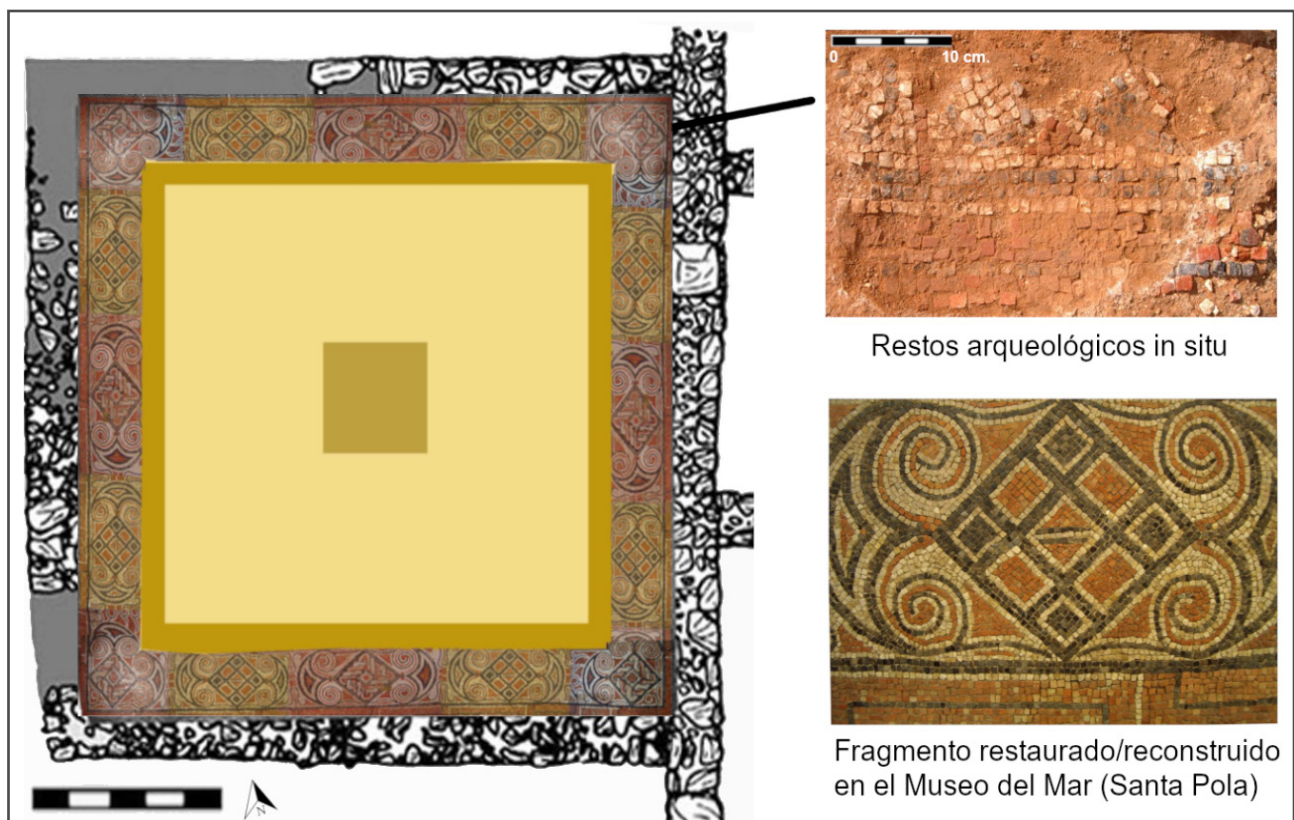 0 10 cm.
Restos arqueológicos in situ
Fragmento restaurado/reconstruido
en el Museo del Mar (Santa Pola)
N